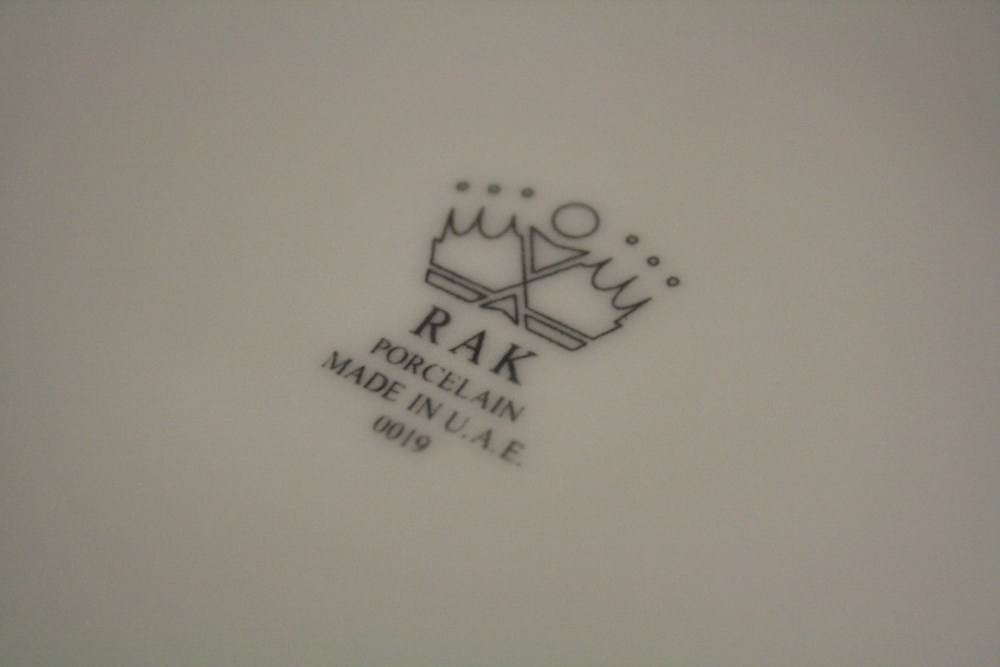 RAK
PORCELAIN
MADE IN U.A.E.
0019